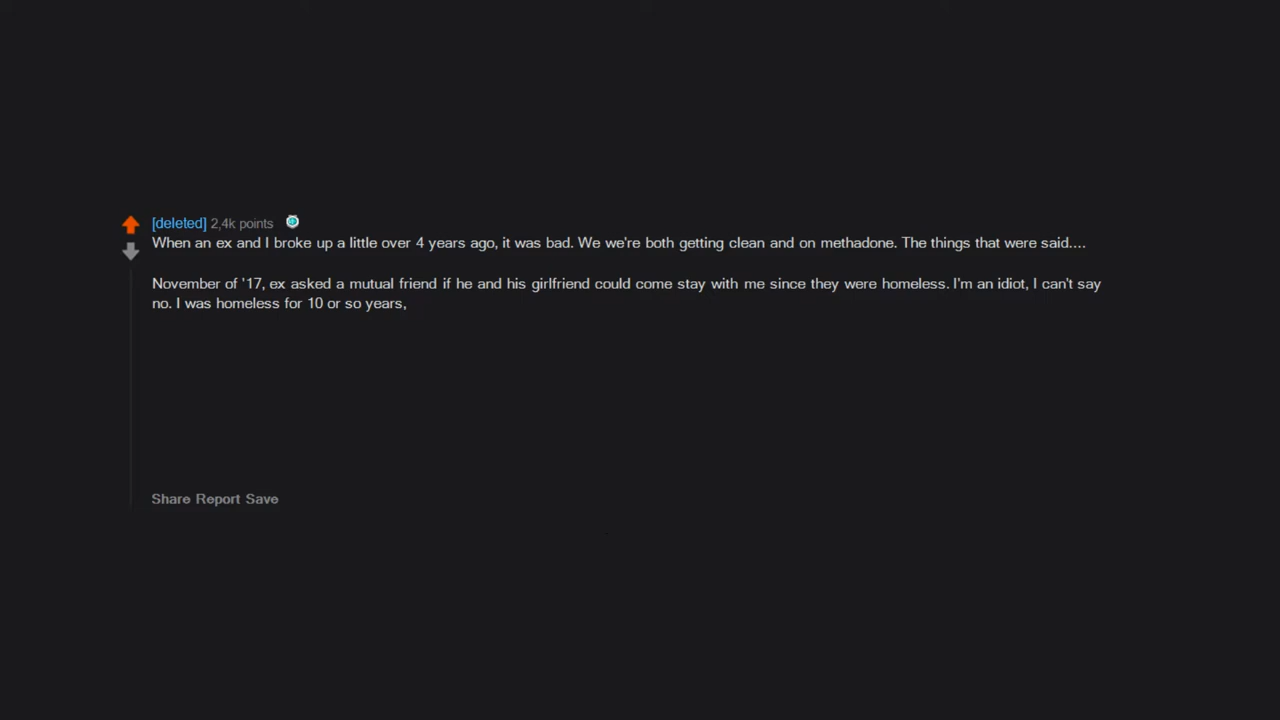 [deleted] 2,4k points
When an ex and I broke up a little over 4 years ago, it was bad. We we're both getting clean and on methadone. The things that were said....
November of '17, ex asked a mutual friend if he and his girlfriend could come stay with me since they were homeless. I'm an idiot, I can't say
no. I was homeless for 10 or so years,
Share Report Save